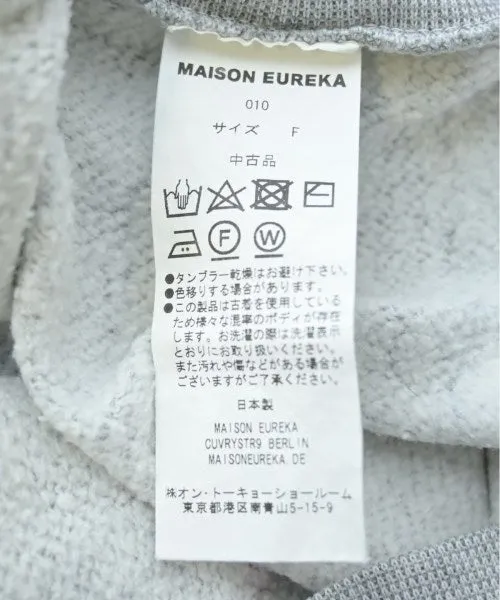 MAISON EUREKA
010
サイズ F
中古品
F W
●タンブラー乾燥はお避け下さい。
●色移りする場合があります。
●この製品は古着を使用している
ため様々な混率のボディが存在
します。お洗濯の際は洗濯表示
とおりにお取り扱いください。
また汚れや傷などがある場合が
ございますがご了承ください。
日本製
MAISON EUREKA
CUVRYSTR9 BERLIN
MAISONEUREKA.DE
㈱オン・トーキョーショールーム
東京都港区南青山5-15-9